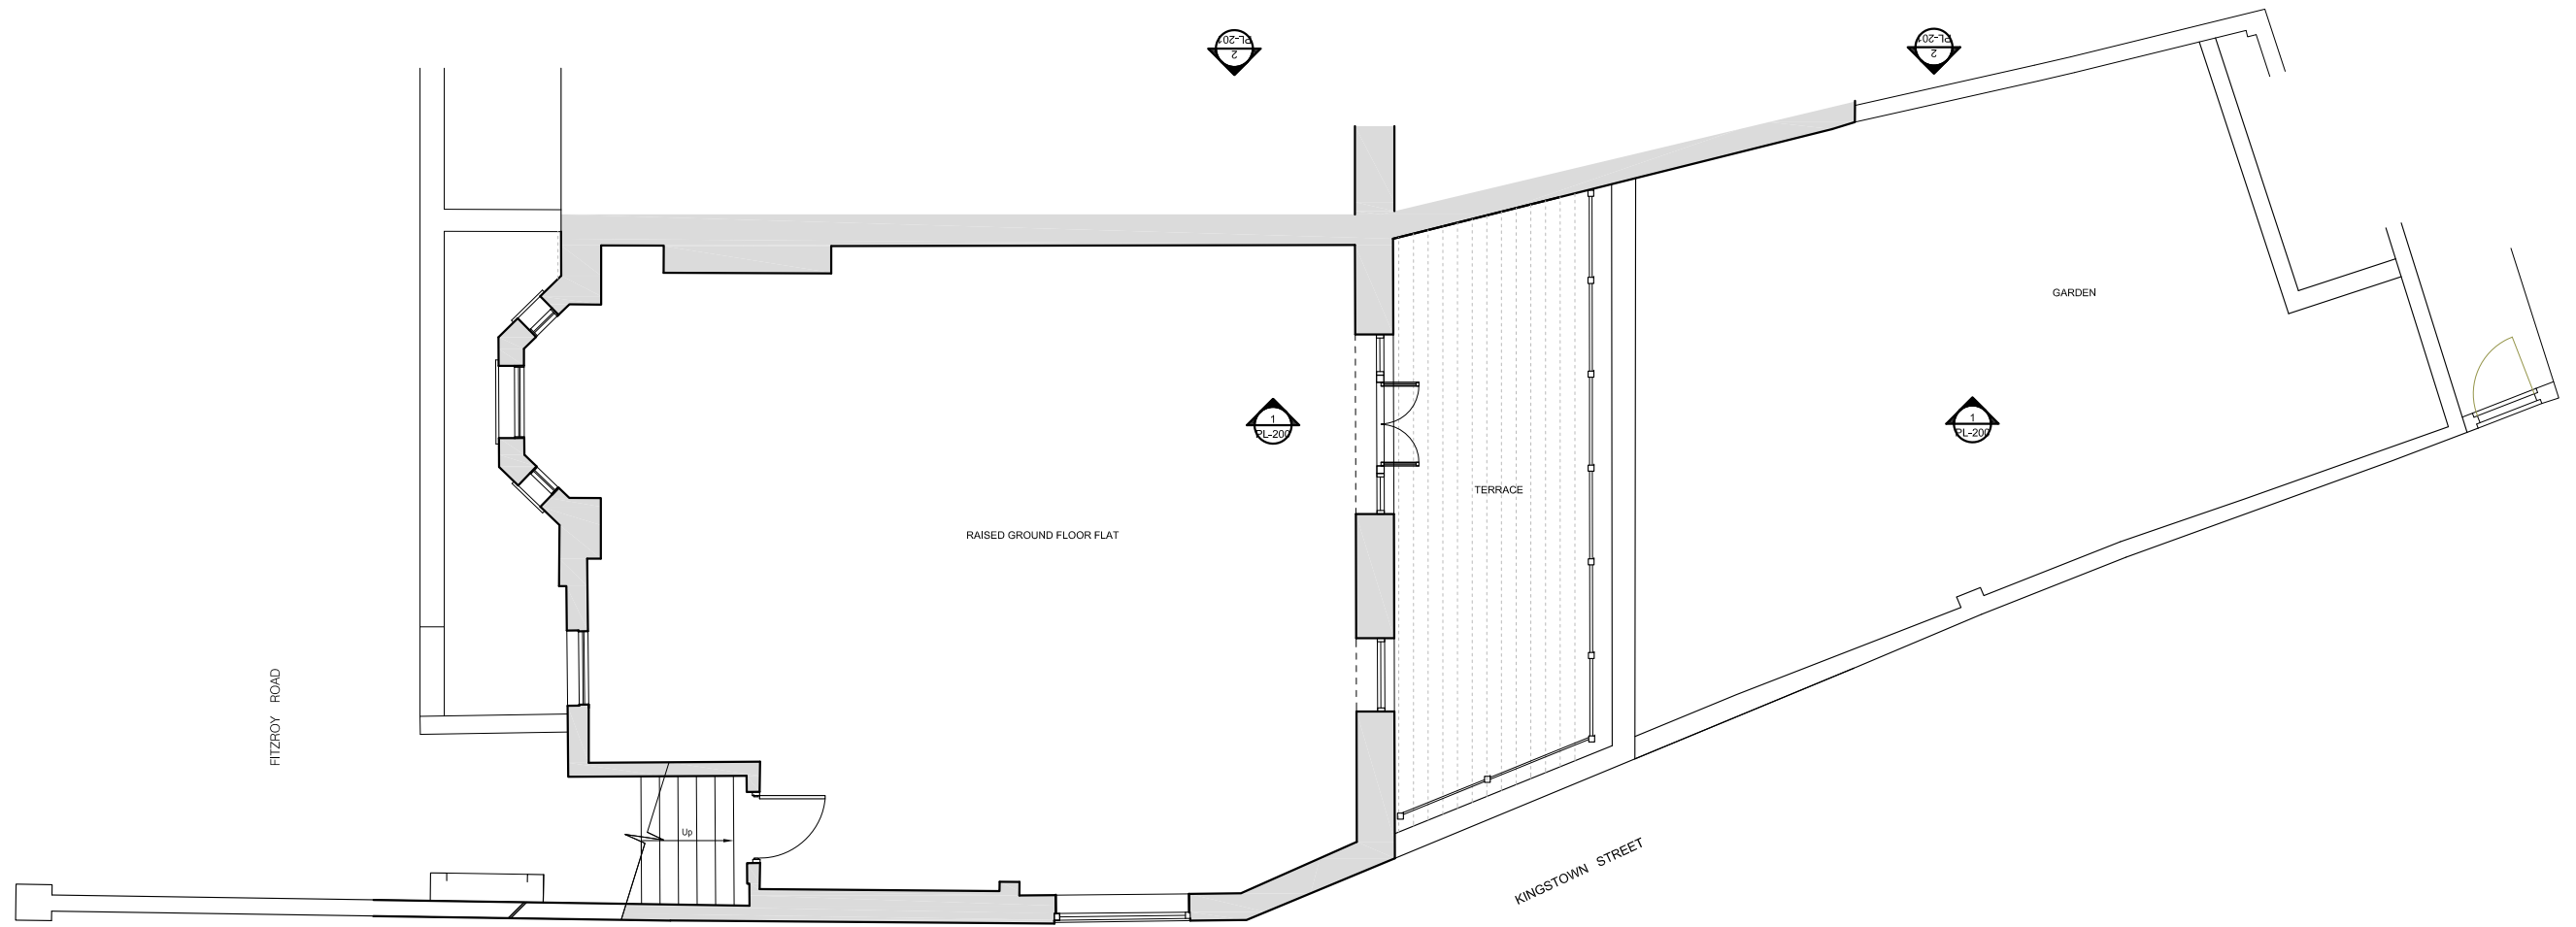 PL-201
2
PL-201
2
GARDEN
1
PL-200
1
PL-200
TERRACE
RAISED GROUND FLOOR FLAT
FITZROY ROAD
Up
KINGSTOWN STREET